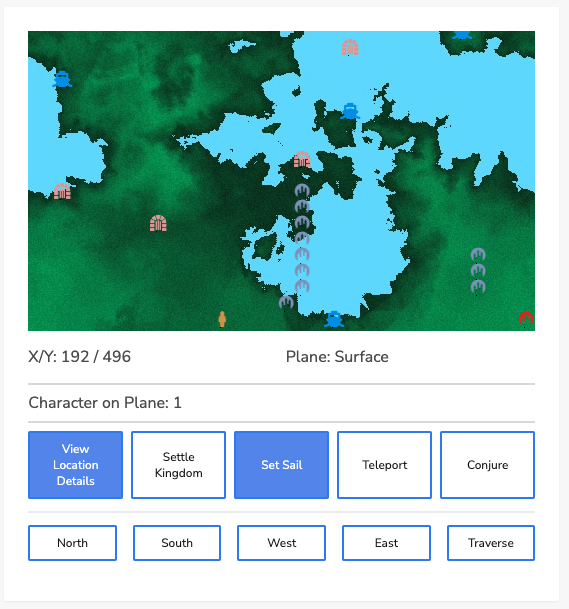 X/Y: 192 / 496
Plane: Surface
Character on Plane: 1
View
Location
Details
Settle
Kingdom
Set Sail
Teleport
Conjure
North
South
West
East
Traverse